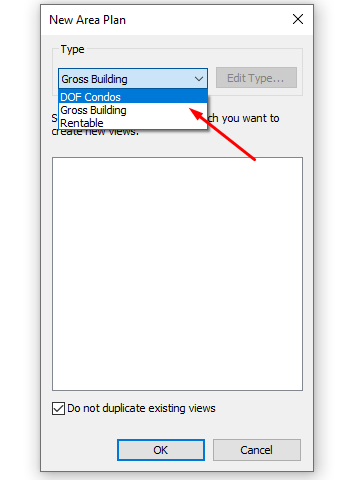 New Area Plan
Type
Gross Building
Edit Type...
DOF Condos
Gross Building
Rentable
ch you want to
create new views.
Do not duplicate existing views
OK
Cancel